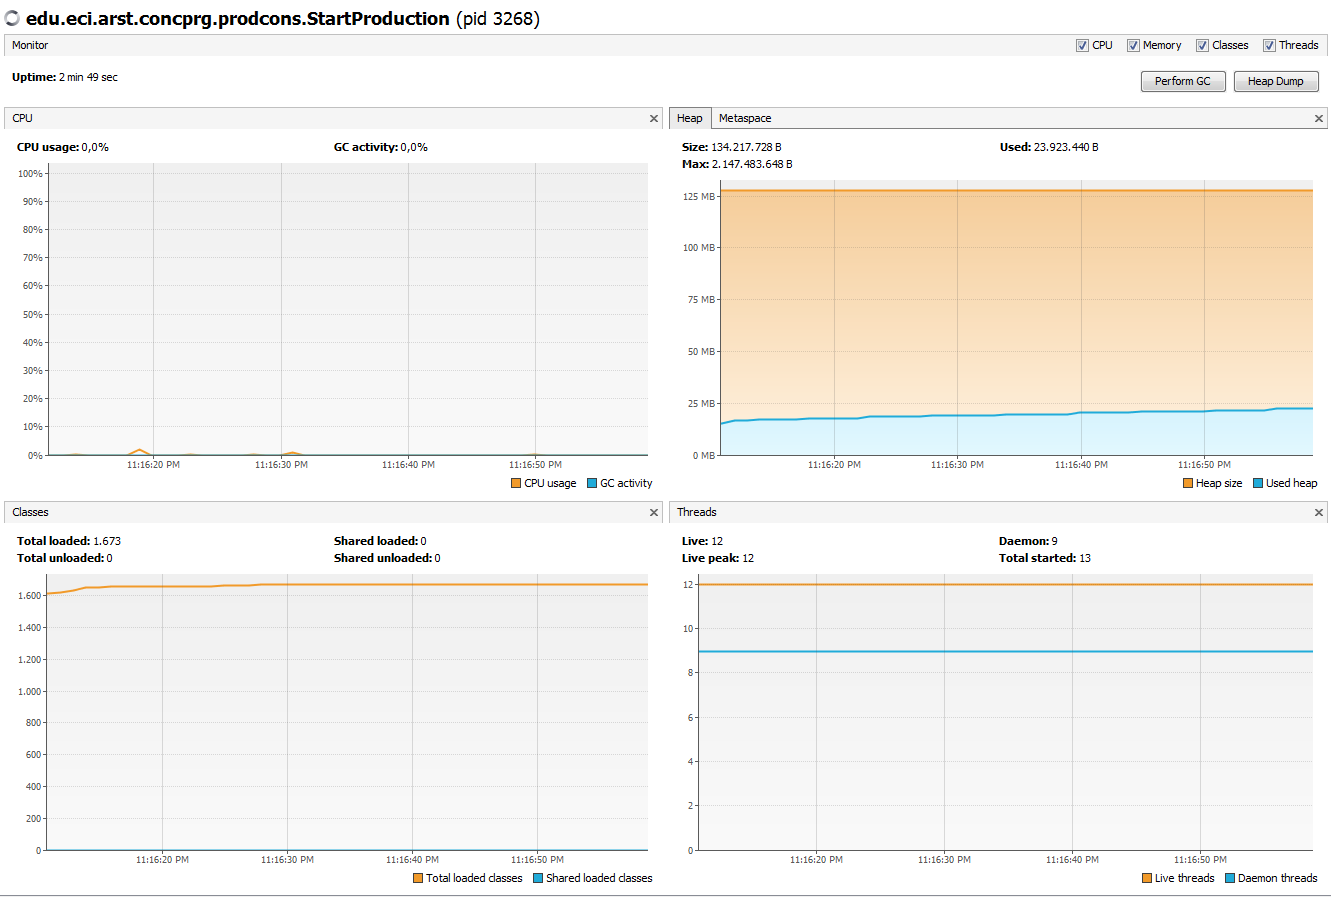 edu.eci.arst.concprg.prodcons.StartProduction (pid 3268)
Monitor
CPU Memory Classes Threads
Uptime: 2 min 49 sec
Perform GC Heap Dump
CPU
CPU usage: 0,0% GC activity: 0,0%
100%
90%
80%
70%
60%
50%
40%
30%
20%
10%
0%
11:16:20 PM 11:16:30 PM 11:16:40 PM 11:16:50 PM
CPU usage GC activity
Heap Metaspace
Size: 134.217.728 B Used: 23.923.440 B
Max: 2.147.483.648 B
125 MB
100 MB
75 MB
50 MB
25 MB
0 MB
11:16:20 PM 11:16:30 PM 11:16:40 PM 11:16:50 PM
Heap size Used heap
Classes
Total loaded: 1.673 Shared loaded: 0
Total unloaded: 0 Shared unloaded: 0
1.600
1.400
1.200
1.000
800
600
400
200
0
11:16:20 PM 11:16:30 PM 11:16:40 PM 11:16:50 PM
Total loaded classes Shared loaded classes
Threads
Live: 12 Daemon: 9
Live peak: 12 Total started: 13
12
10
8
6
4
2
0
11:16:20 PM 11:16:30 PM 11:16:40 PM 11:16:50 PM
Live threads Daemon threads